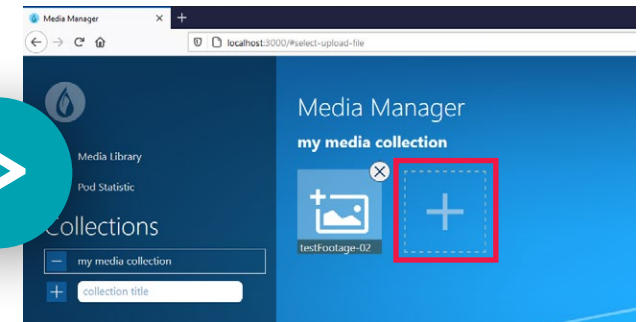 Media Manager
localhost:3000/#select-upload-file
Media Manager
my media collection
Media Library
Pod Statistic
Collections
my media collection
collection title
testFootage-02